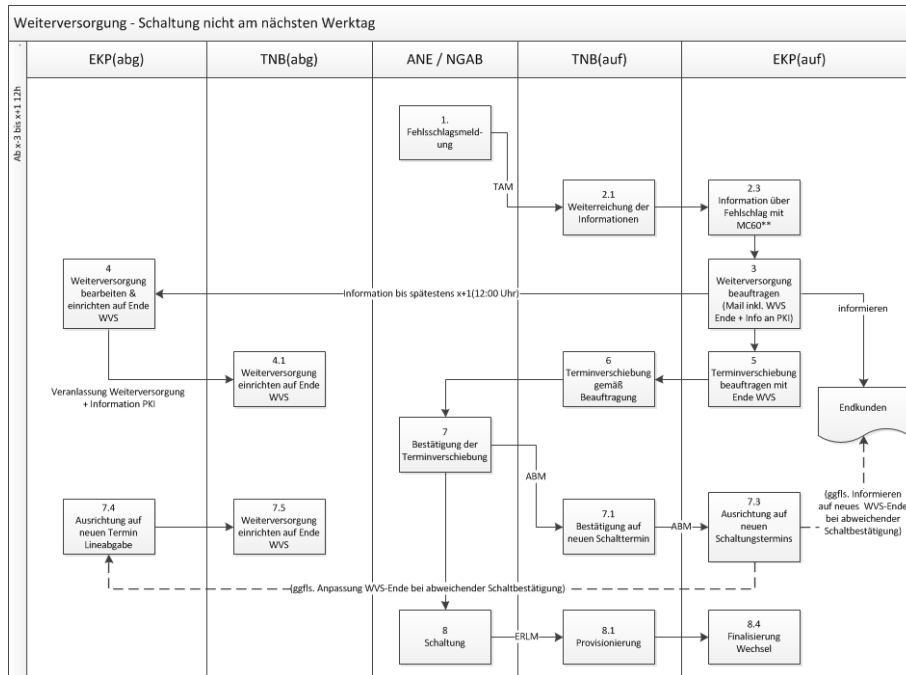 Weiterversorgung - Schaltung nicht am nächsten Werktag
Ab x-3 bis x+1 12h
EKP(abg)
TNB(abg)
ANE / NGAB
TNB(auf)
EKP(auf)
1.
Fehlsschlagsmeld-
ung
TAM
2.1
Weiterreichung der
Informationen
2.3
Information über
Fehlschlag mit
MC60**
4
Weiterversorgung
bearbeiten &
einrichten auf Ende
WVS
Information bis spätestens x+1(12:00 Uhr)
3
Weiterversorgung
beauftragen
(Mail inkl. WVS
Ende + Info an PKI)
informieren
Veranlassung Weiterversorgung
+ Information PKI
4.1
Weiterversorgung
einrichten auf Ende
WVS
6
Terminverschiebung
gemäß
Beauftragung
5
Terminverschiebung
beauftragen mit
Ende WVS
Endkunden
7
Bestätigung der
Terminverschiebung
ABM
7.4
Ausrichtung auf
neuen Termin
Lineabgabe
7.5
Weiterversorgung
einrichten auf Ende
WVS
7.1
Bestätigung auf
neuen Schalttermin
ABM
7.3
Ausrichtung auf
neuen
Schaltungstermins
(ggfls. Informieren
auf neues WVS-Ende
bei abweichender
Schaltbestätigung)
(ggfls. Anpassung WVS-Ende bei abweichender Schaltbestätigung)
8
Schaltung
ERLM
8.1
Provisionierung
8.4
Finalisierung
Wechsel